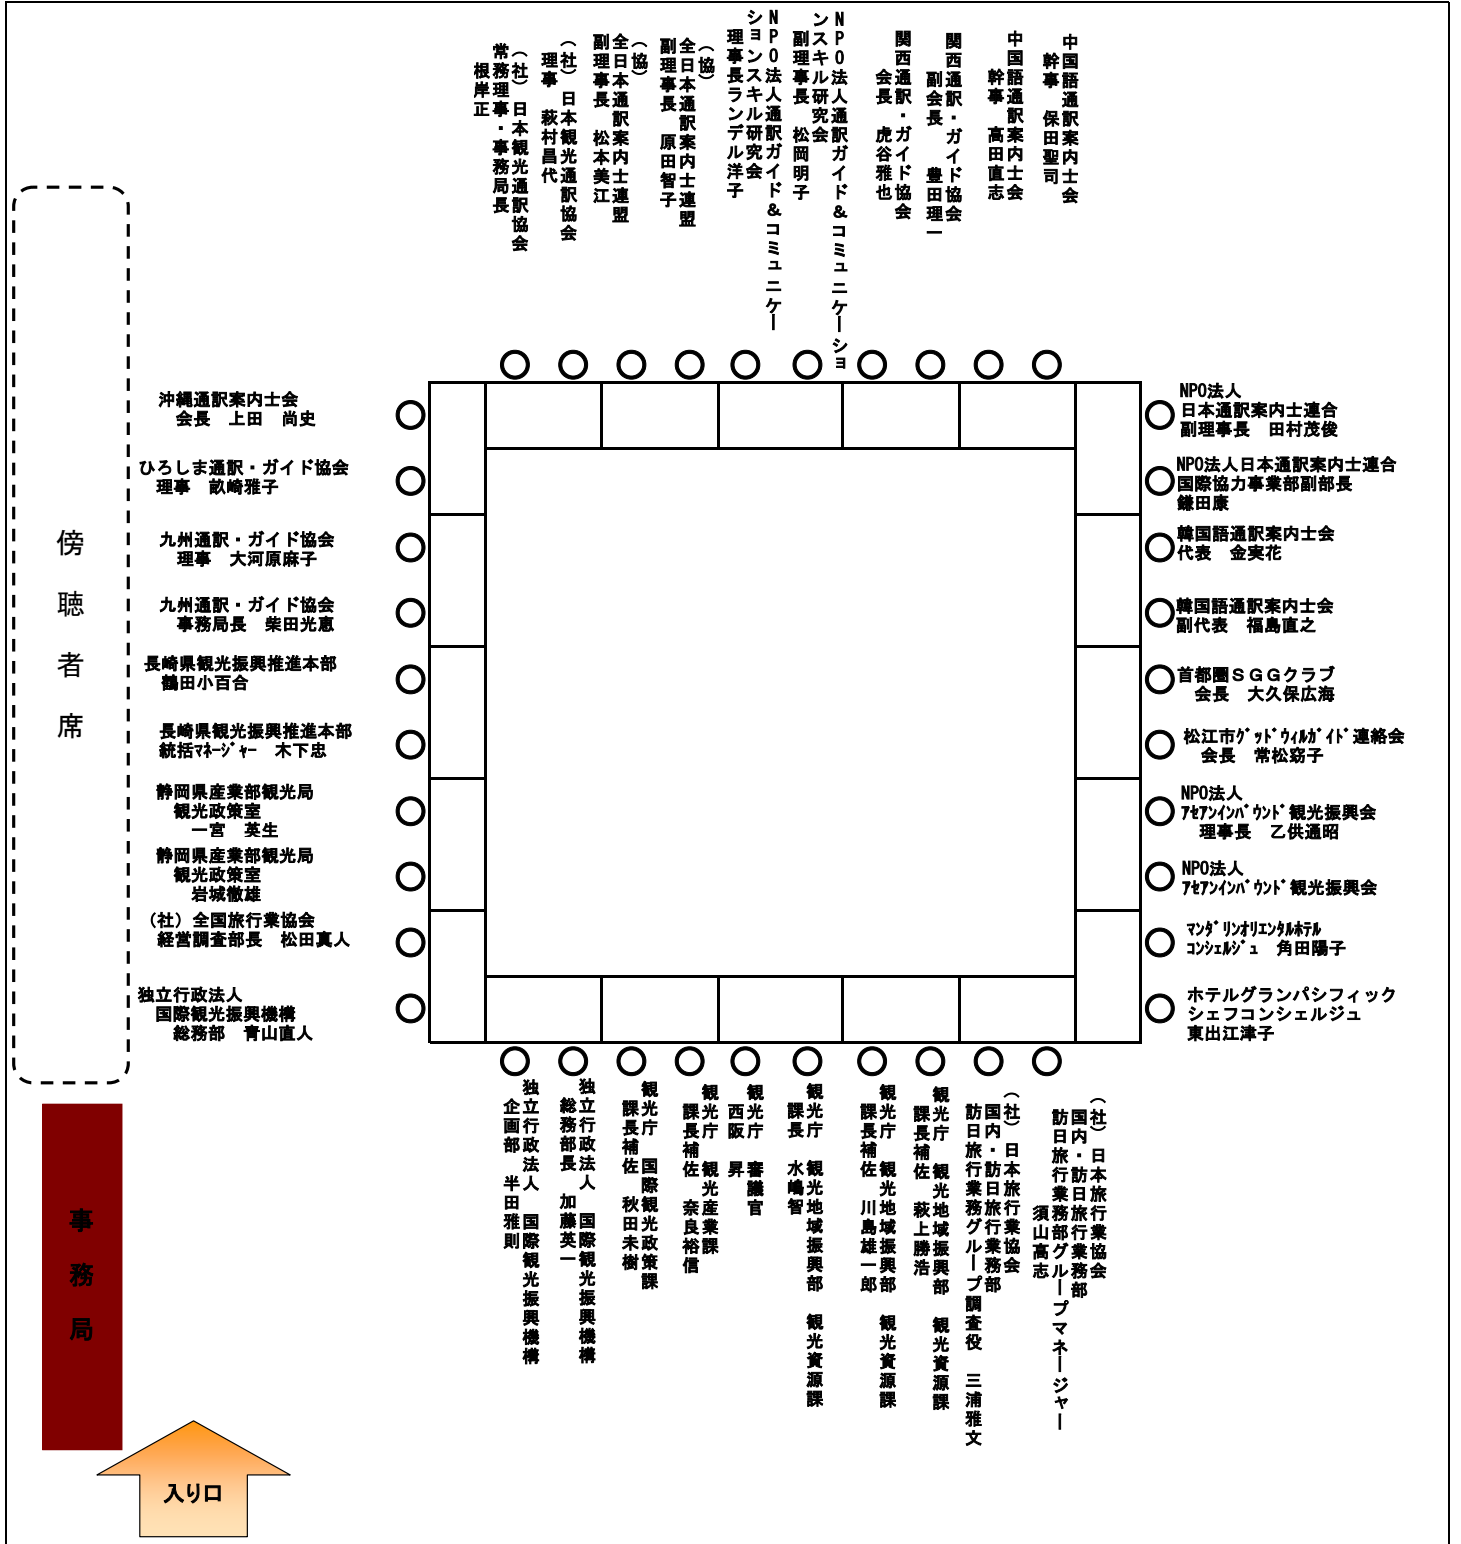 中国語通訳案内士会
幹事　保田聖司
中国語通訳案内士会
幹事　高田直志
関西通訳・ガイド協会
副会長　豊田理一
関西通訳・ガイド協会
会長　虎谷雅也
NPO法人通訳ガイド＆コミュニケーショ
ンスキル研究会
副理事長　松岡明子
NPO法人通訳ガイド＆コミュニケー
ションスキル研究会
理事長ランデル洋子
（協）
全日本通訳案内士連盟
副理事長　原田智子
（協）
全日本通訳案内士連盟
副理事長　松本美江
（社）日本観光通訳協会
理事　萩村昌代
（社）日本観光通訳協会
常務理事・事務局長
根岸正
傍聴者席
沖縄通訳案内士会
会長　上田　尚史
ひろしま通訳・ガイド協会
理事　畝崎雅子
九州通訳・ガイド協会
理事　大河原麻子
九州通訳・ガイド協会
事務局長　柴田光恵
長崎県観光振興推進本部
鶴田小百合
長崎県観光振興推進本部
統括ﾏﾈｰｼﾞｬｰ　木下忠
静岡県産業部観光局
観光政策室
一宮　英生
静岡県産業部観光局
観光政策室
岩城徹雄
（社）全国旅行業協会
経営調査部長　松田真人
独立行政法人
国際観光振興機構
総務部　青山直人
NPO法人
日本通訳案内士連合
副理事長　田村茂俊
NPO法人日本通訳案内士連合
国際協力事業部副部長
鎌田康
韓国語通訳案内士会
代表　金実花
韓国語通訳案内士会
副代表　福島直之
首都圏ＳＧＧクラブ
会長　大久保広海
松江市ｸﾞｯﾄﾞｳｨﾙｶﾞｲﾄﾞ連絡会
会長　常松窈子
NPO法人
ｱｾｱﾝｲﾝﾊﾞｳﾝﾄﾞ観光振興会
理事長　乙供通昭
NPO法人
ｱｾｱﾝｲﾝﾊﾞｳﾝﾄﾞ観光振興会
ﾏﾝﾀﾞﾘﾝｵﾘｴﾝﾀﾙﾎﾃﾙ
ｺﾝｼｪﾙｼﾞｭ　角田陽子
ホテルグランパシフィック
シェフコンシェルジュ
東出江津子
（社）日本旅行業協会
国内・訪日旅行業務部
訪日旅行業務部グループマネージャー
須山高志
（社）日本旅行業協会
国内・訪日旅行業務部
訪日旅行業務グループ調査役　三浦雅文
観光庁　観光地域振興部　観光資源課
課長補佐　萩上勝浩
観光庁　観光地域振興部　観光資源課
課長補佐　川島雄一郎
観光庁　観光地域振興部　観光資源課
課長　水嶋智
観光庁　審議官
西阪　昇
観光庁　観光産業課
課長補佐　奈良裕信
観光庁　国際観光政策課
課長補佐　秋田未樹
独立行政法人　国際観光振興機構
総務部長　加藤英一
独立行政法人　国際観光振興機構
企画部　半田雅則
事務局
入り口